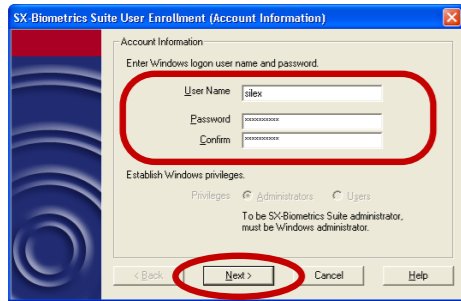 SX-Biometrics Suite User Enrollment (Account Information)
Account Information
Enter Windows logon user name and password.
User Name silex
Password xxxxxxxxxx
Confirm xxxxxxxxxx
Establish Windows privileges.
Privileges Administrators Users
To be SX-Biometrics Suite administrator,
must be Windows administrator.
< Back Next > Cancel Help